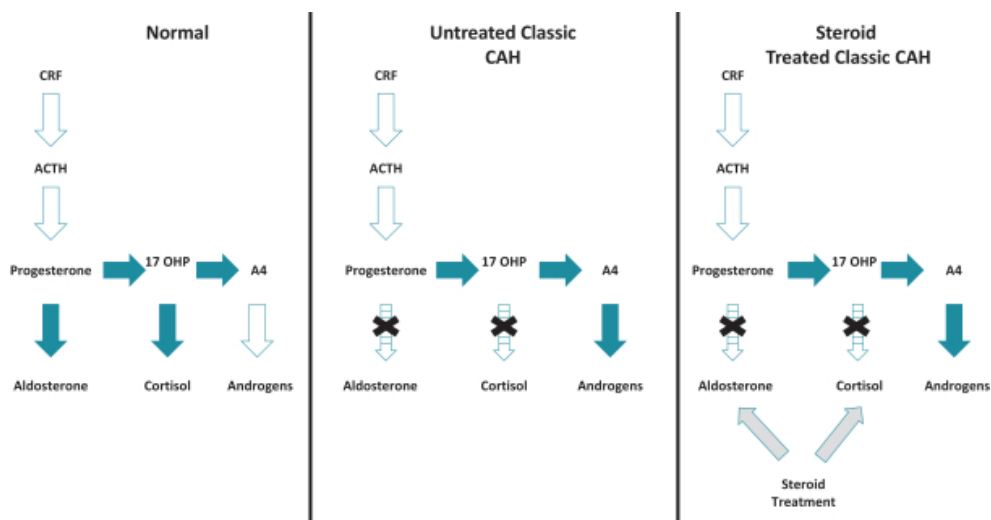 Normal
CRF
ACTH
Progesterone
17 OHP
A4
Aldosterone
Cortisol
Androgens
Untreated Classic
CAH
CRF
ACTH
Progesterone
17 OHP
A4
Aldosterone
Cortisol
Androgens
Steroid
Treated Classic CAH
CRF
ACTH
Progesterone
17 OHP
A4
Aldosterone
Cortisol
Androgens
Steroid
Treatment